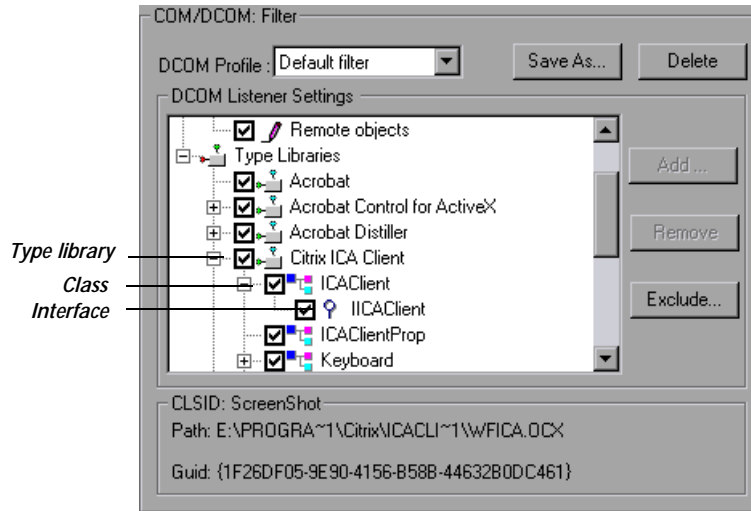 COM/DCOM: Filter
DCOM Profile : Default filter
Save As...
Delete
DCOM Listener Settings
Remote objects
Type Libraries
Acrobat
Add ...
Acrobat Control for ActiveX
Acrobat Distiller
Remove
Type library
Citrix ICA Client
Class
ICAClient
Interface
IICAClient
Exclude...
ICAClientProp
Keyboard
CLSID: ScreenShot
Path: E:\PROGRA~1\Citrix\ICACLI~1\WFICA.OCX
Guid: {1F26DF05-9E90-4156-B58B-44632B0DC461}